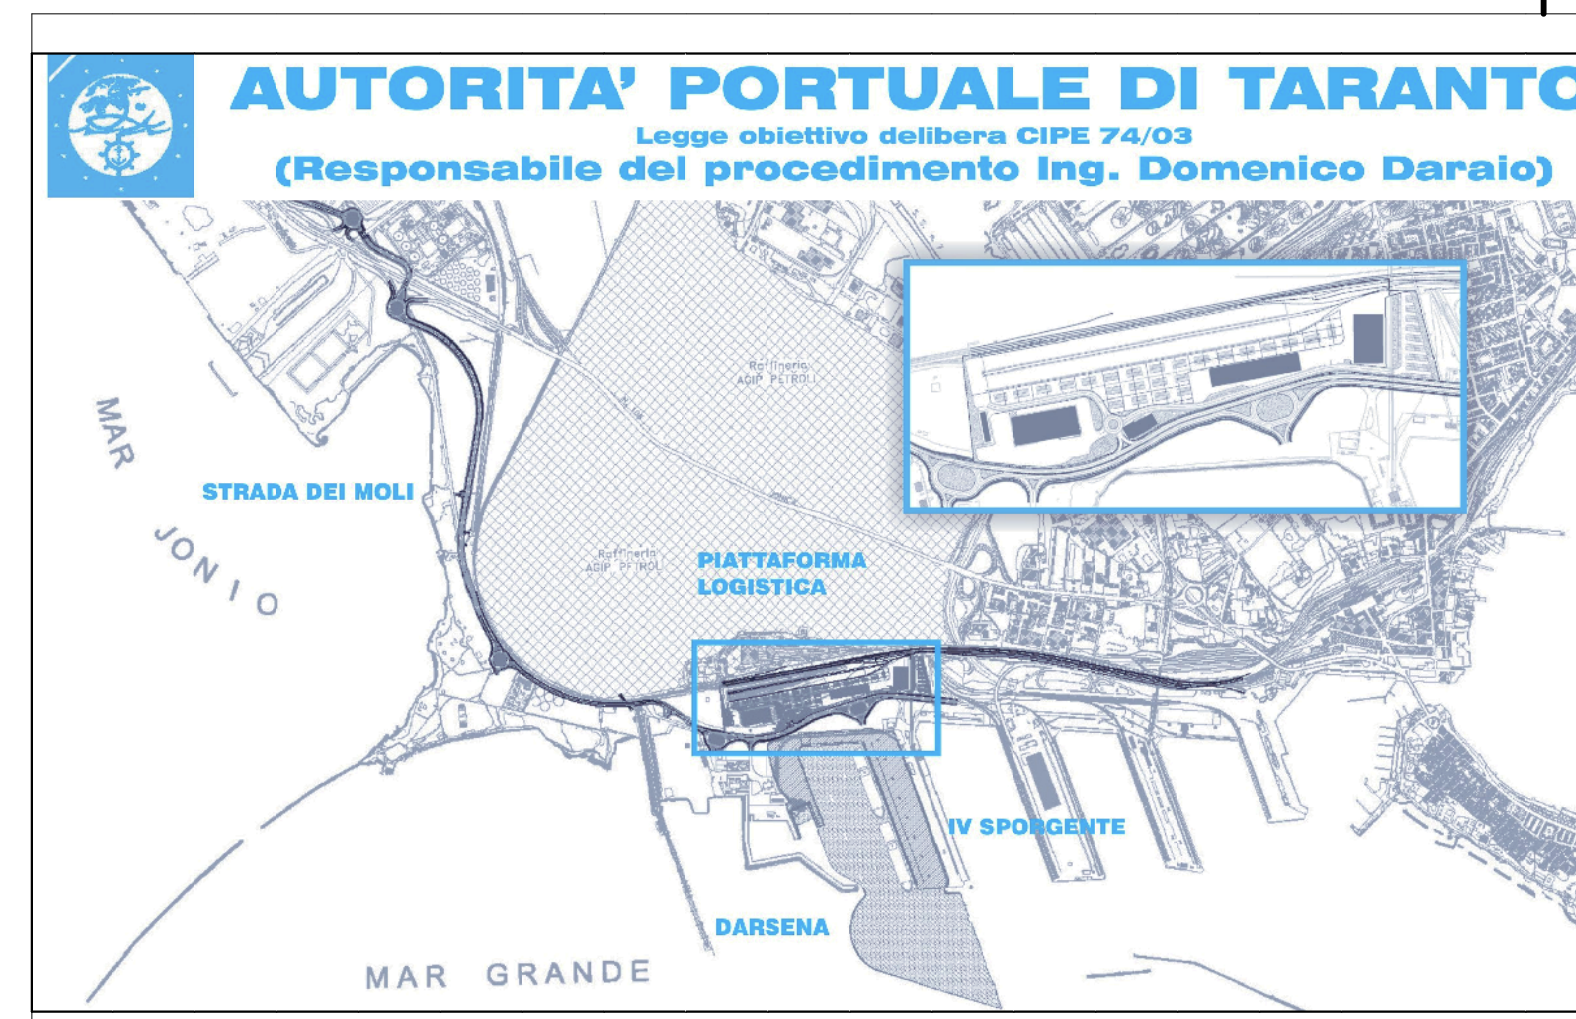 AUTORITA' PORTUALE DI TARANTO
Legge obiettivo delibera CIPE 74/03
(Responsabile del procedimento Ing. Domenico Daraio)
Raffineria
AGIP PETROLI
MAR
JONIO
STRADA DEI MOLI
Raffineria
AGIP PETROLI
PIATTAFORMA
LOGISTICA
IV SPORGENTE
DARSENA
MAR GRANDE